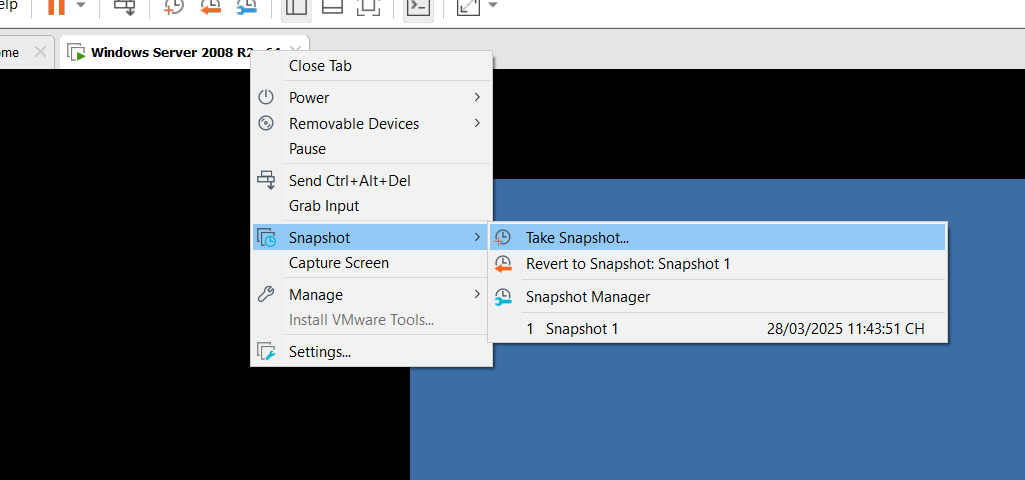 elp
ome
Windows Server 2008 R2
Close Tab
Power
Removable Devices
Pause
Send Ctrl+Alt+Del
Grab Input
Snapshot
Take Snapshot...
Capture Screen
Revert to Snapshot: Snapshot 1
Manage
Snapshot Manager
Install VMware Tools...
1 Snapshot 1 28/03/2025 11:43:51 CH
Settings...